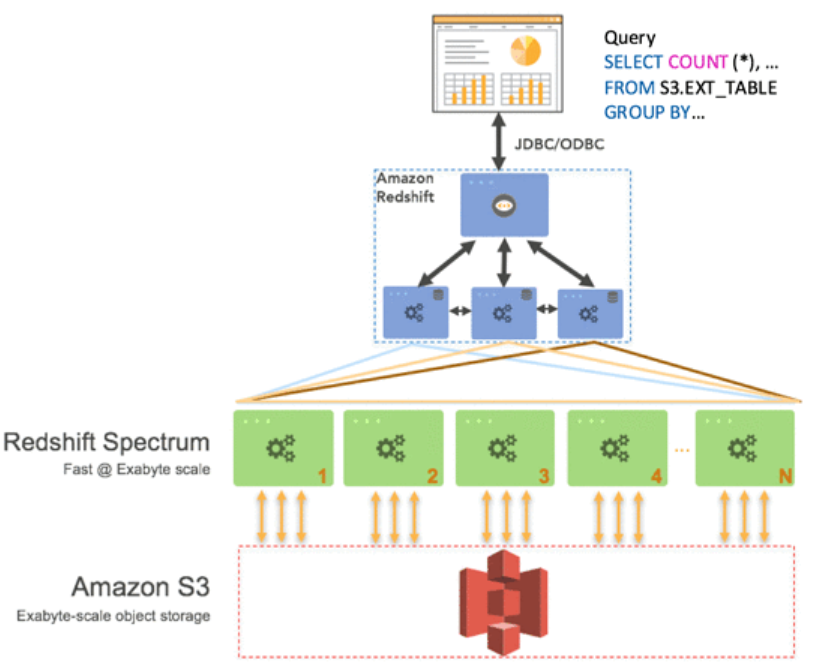 Query
SELECT COUNT (*), ...
FROM S3.EXT_TABLE
GROUP BY...
JDBC/ODBC
Amazon
Redshift
Redshift Spectrum
Fast @ Exabyte scale
1
2
3
4
...
N
Amazon S3
Exabyte-scale object storage